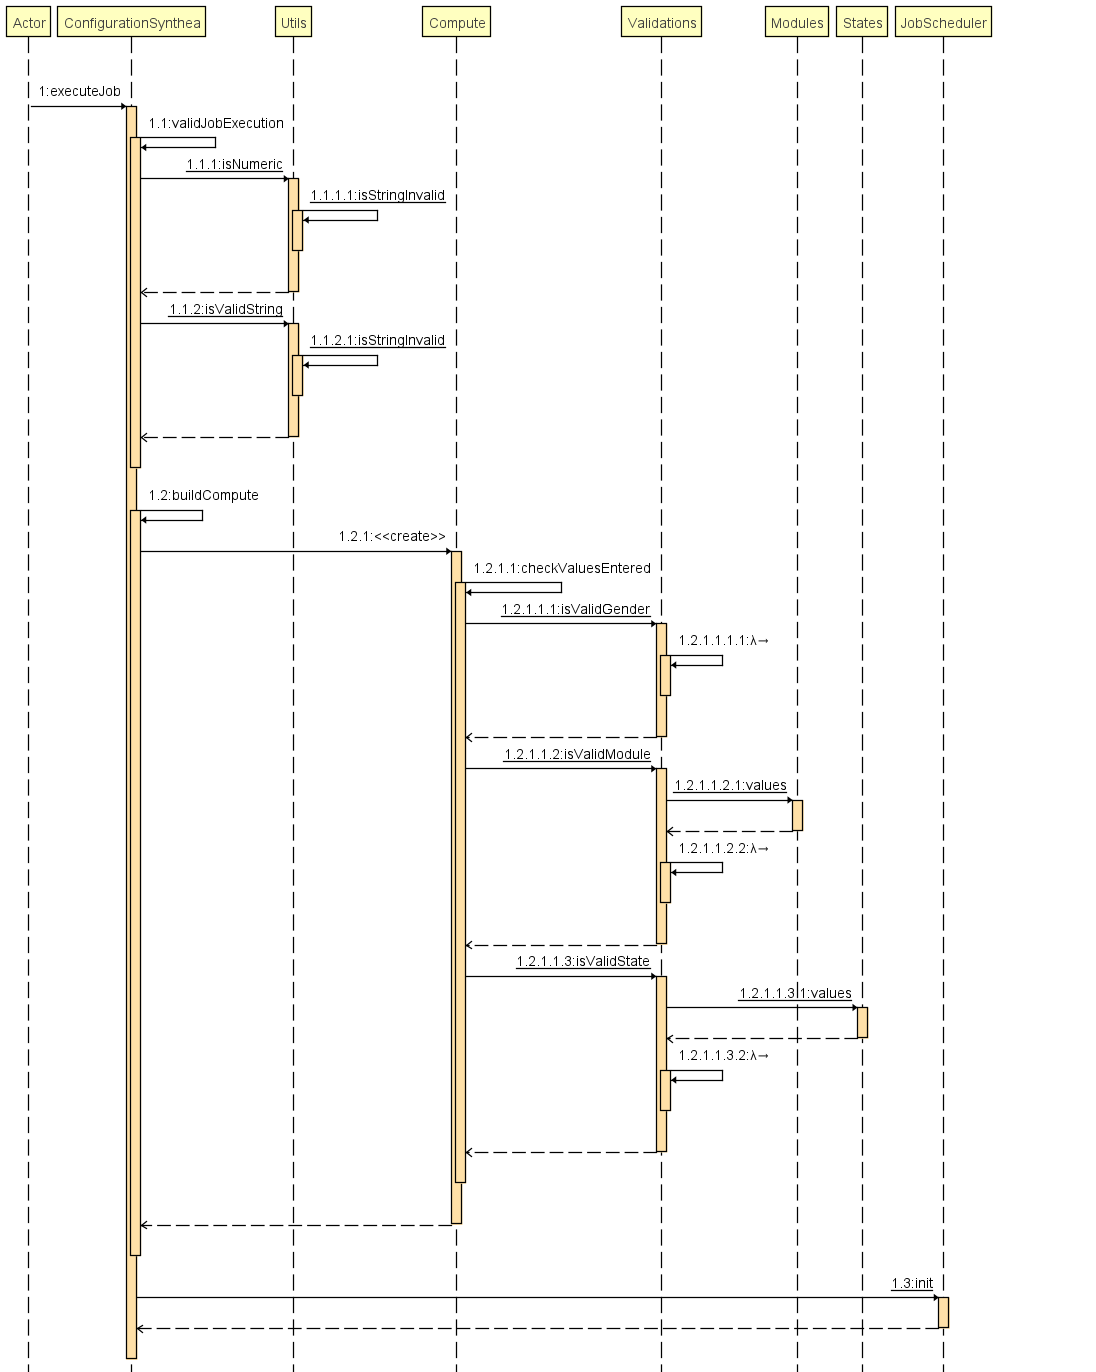 Actor ConfigurationSynthea Utils Compute Validations Modules States JobScheduler
1:executeJob
1.1:validJobExecution
1.1.1:isNumeric
1.1.1.1:isStringInvalid
1.1.2:isValidString
1.1.2.1:isStringInvalid
1.2:buildCompute
1.2.1:<<create>>
1.2.1.1:checkValuesEntered
1.2.1.1.1:isValidGender
1.2.1.1.1.1:λ→
1.2.1.1.2:isValidModule
1.2.1.1.2.1:values
1.2.1.1.2.2:λ→
1.2.1.1.3:isValidState
1.2.1.1.3.1:values
1.2.1.1.3.2:λ→
1.3:init